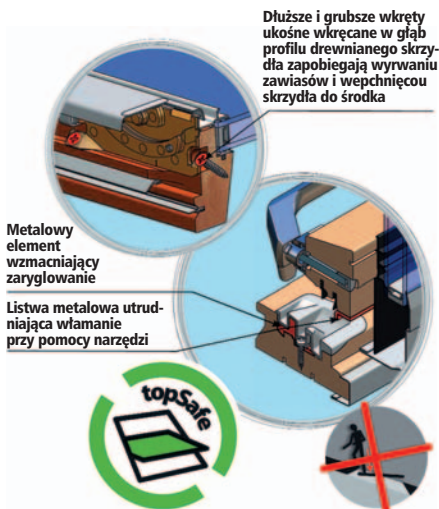 Dłuższe i grubsze wkręty
ukośne wkręcane w głąb
profilu drewnianego skrzy-
dła zapobiegają wyrwaniu
zawiasów i wepchnięcou
skrzydła do środka
Metalowy
element
wzmacniający
zaryglowanie
Listwa metalowa utrud-
niająca włamanie
przy pomocy narzędzi
topSafe